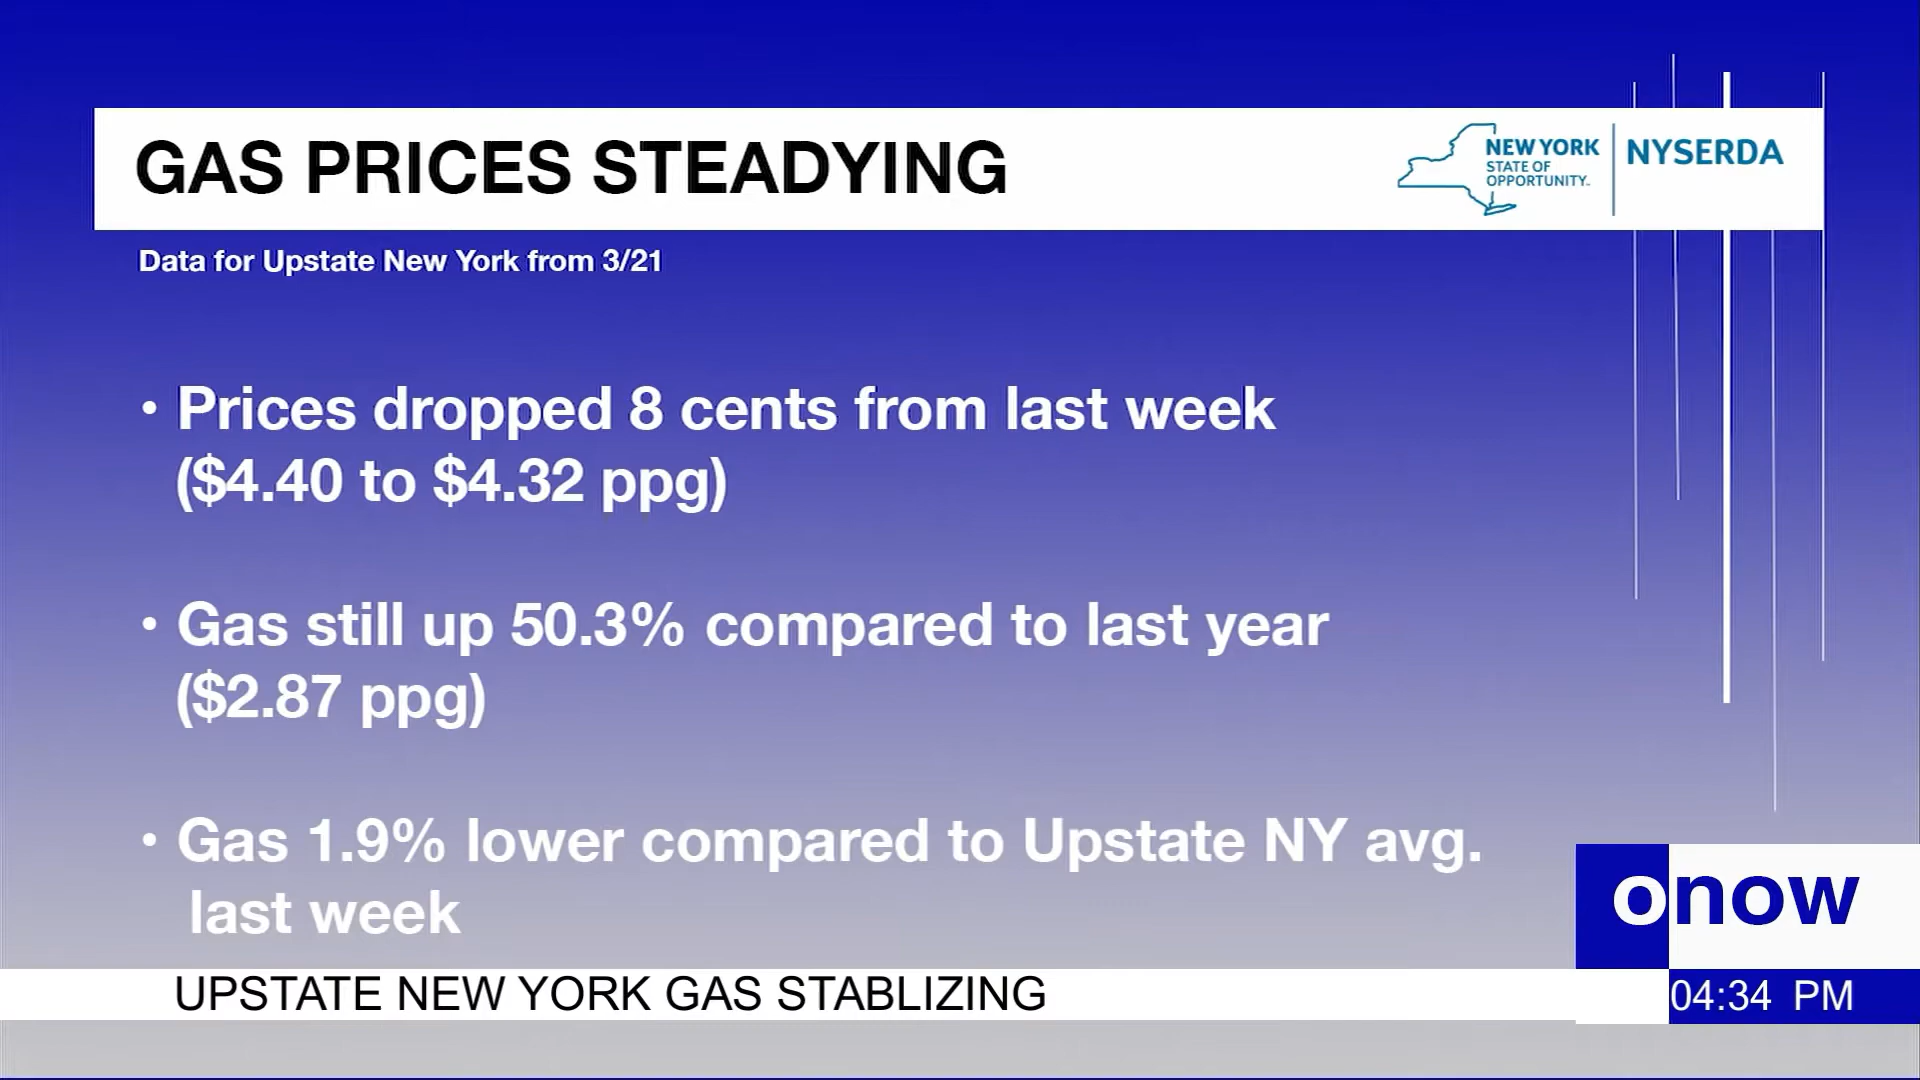 GAS PRICES STEADYING
NEW YORK
STATE OF
OPPORTUNITY.
NYSERDA
Data for Upstate New York from 3/21
• Prices dropped 8 cents from last week
($4.40 to $4.32 ppg)
• Gas still up 50.3% compared to last year
($2.87 ppg)
• Gas 1.9% lower compared to Upstate NY avg.
last week
onow
UPSTATE NEW YORK GAS STABLIZING
04:34 PM